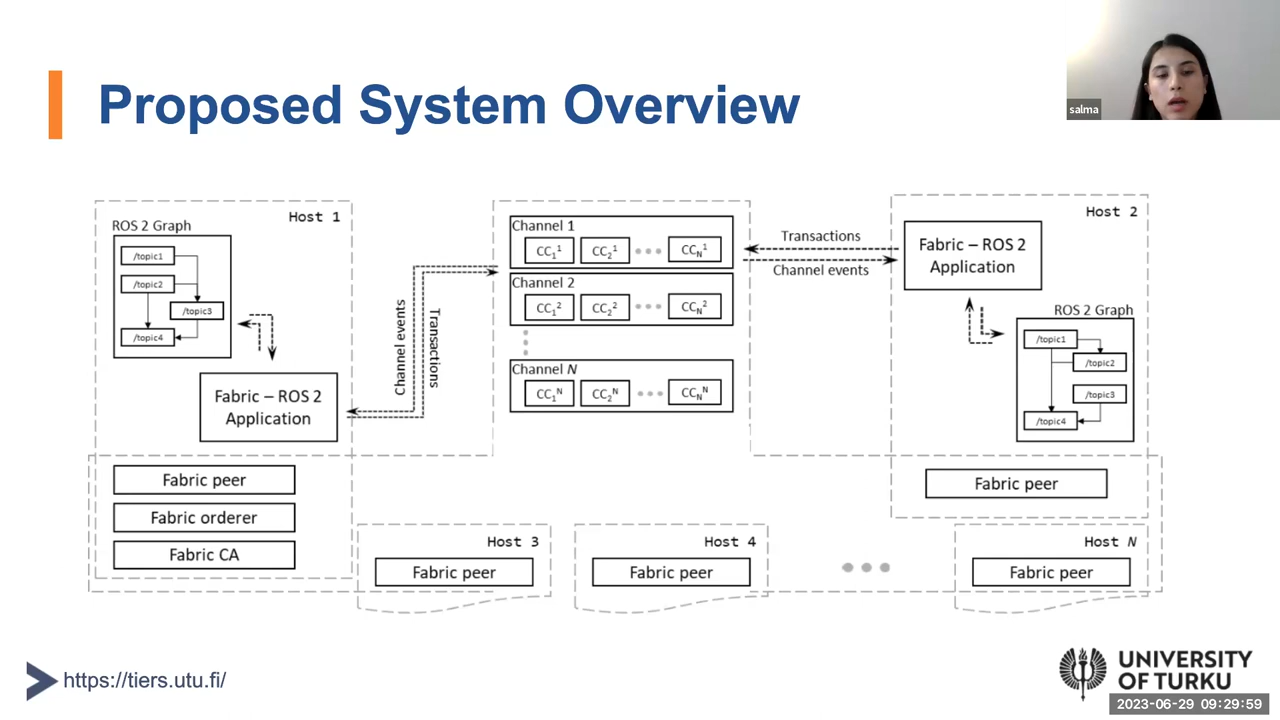 Proposed System Overview
salma
Host 1
ROS 2 Graph
/topic1
/topic2
/topic3
/topic4
Fabric – ROS 2
Application
Fabric peer
Fabric orderer
Fabric CA
Channel events
Transactions
Channel 1
CC₁¹ CC₂¹ CC_N¹
Channel 2
CC₁² CC₂² CC_N²
Channel N
CC₁ᴺ CC₂ᴺ CC_Nᴺ
Transactions
Channel events
Host 2
Fabric – ROS 2
Application
ROS 2 Graph
/topic1
/topic2
/topic3
/topic4
Fabric peer
Host 3
Fabric peer
Host 4
Fabric peer
Host N
Fabric peer
https://tiers.utu.fi/
UNIVERSITY
OF TURKU
2023-06-29 09:29:59